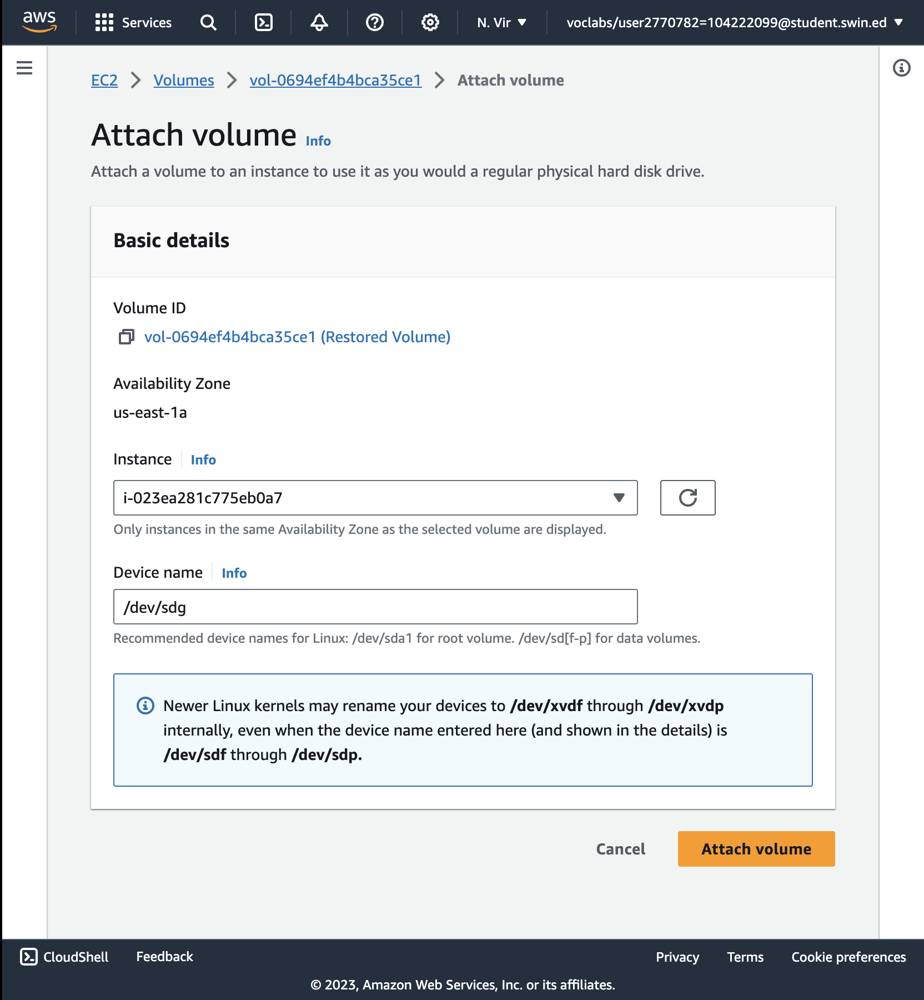 aws
Services
N. Vir
voclabs/user2770782=104222099@student.swin.ed
EC2 Volumes vol-0694ef4b4bca35ce1 Attach volume
Attach volume Info
Attach a volume to an instance to use it as you would a regular physical hard disk drive.
Basic details
Volume ID
vol-0694ef4b4bca35ce1 (Restored Volume)
Availability Zone
us-east-1a
Instance Info
i-023ea281c775eb0a7
Only instances in the same Availability Zone as the selected volume are displayed.
Device name Info
/dev/sdg
Recommended device names for Linux: /dev/sda1 for root volume. /dev/sd[f-p] for data volumes.
Newer Linux kernels may rename your devices to /dev/xvdf through /dev/xvdp
internally, even when the device name entered here (and shown in the details) is
/dev/sdf through /dev/sdp.
Cancel
Attach volume
CloudShell
Feedback
Privacy
Terms
Cookie preferences
© 2023, Amazon Web Services, Inc. or its affiliates.